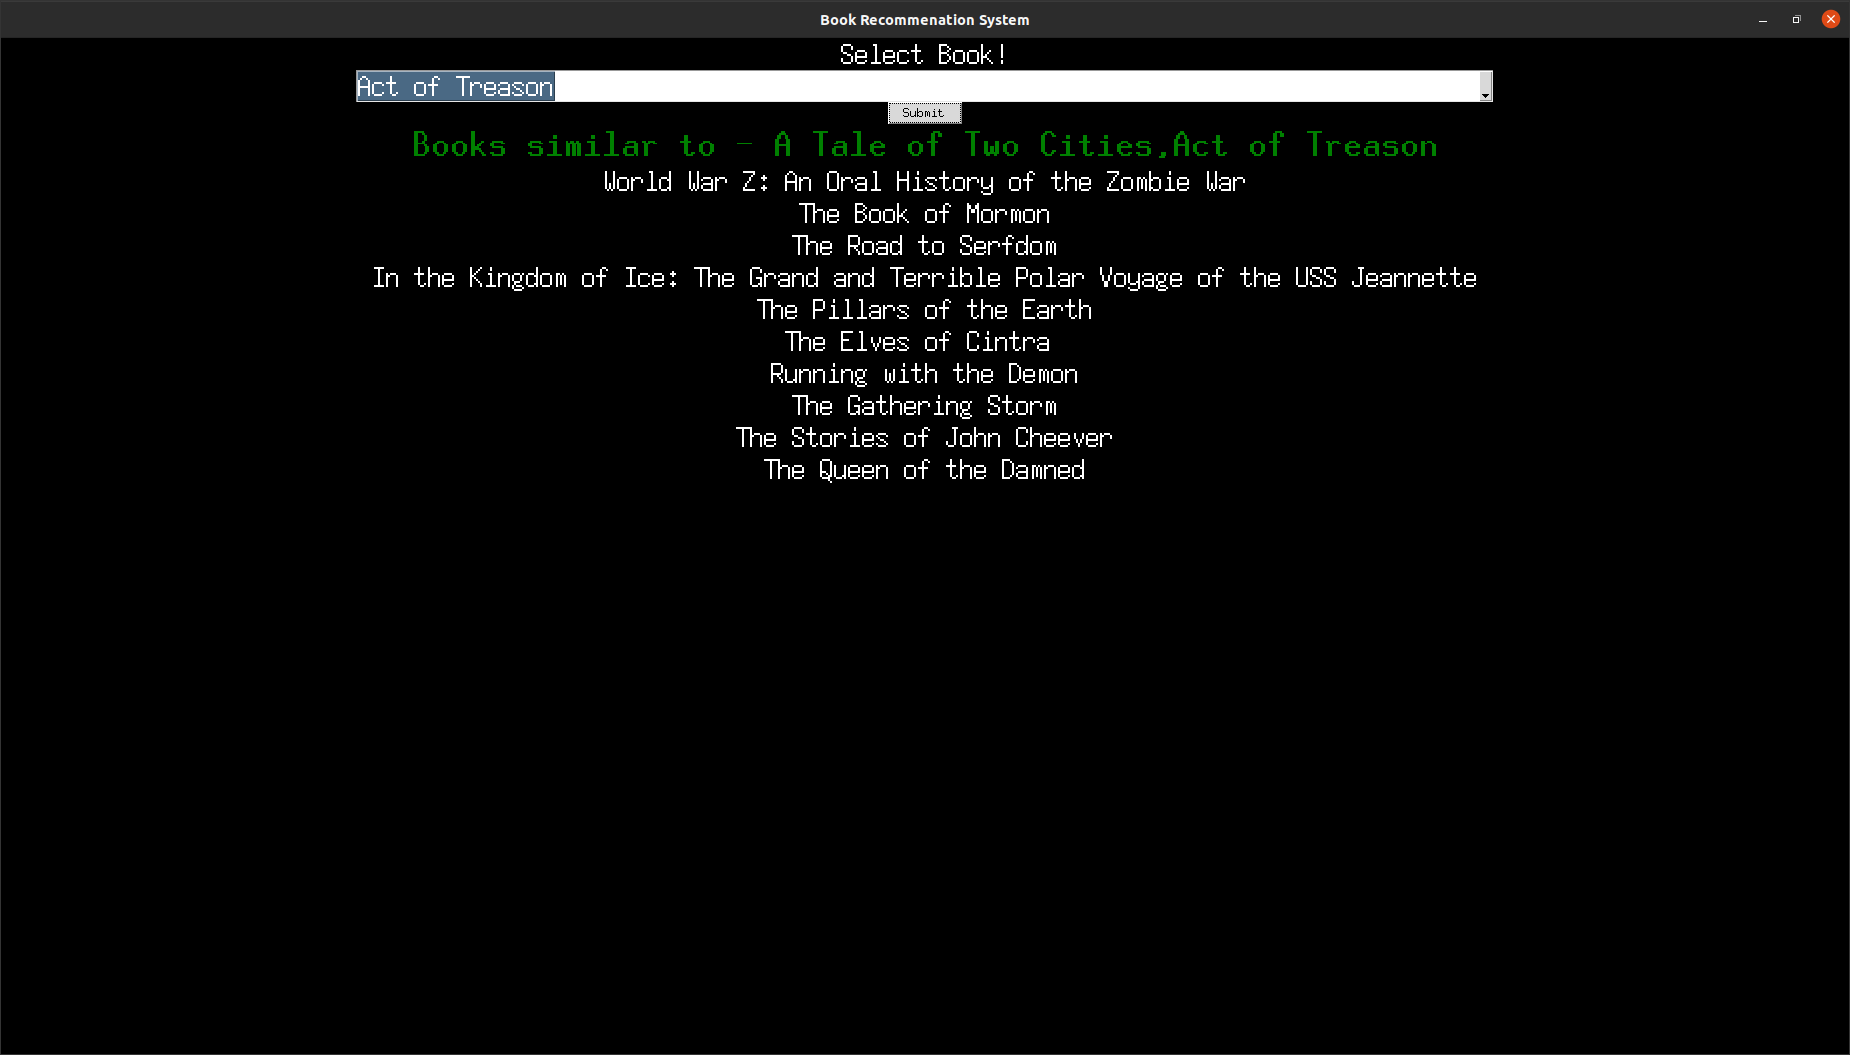 Book Recommenation System
Select Book!
Act of Treason
Submit
Books similar to - A Tale of Two Cities,Act of Treason
World War Z: An Oral History of the Zombie War
The Book of Mormon
The Road to Serfdom
In the Kingdom of Ice: The Grand and Terrible Polar Voyage of the USS Jeannette
The Pillars of the Earth
The Elves of Cintra
Running with the Demon
The Gathering Storm
The Stories of John Cheever
The Queen of the Damned